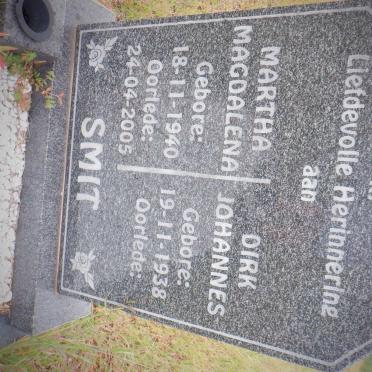 Liefdevolle Herinnering
aan
MARTHA
MAGDALENA
Gebore:
18-11-1940
Oorlede:
24-04-2005
DIRK
JOHANNES
Gebore:
19-11-1938
Oorlede:
SMIT